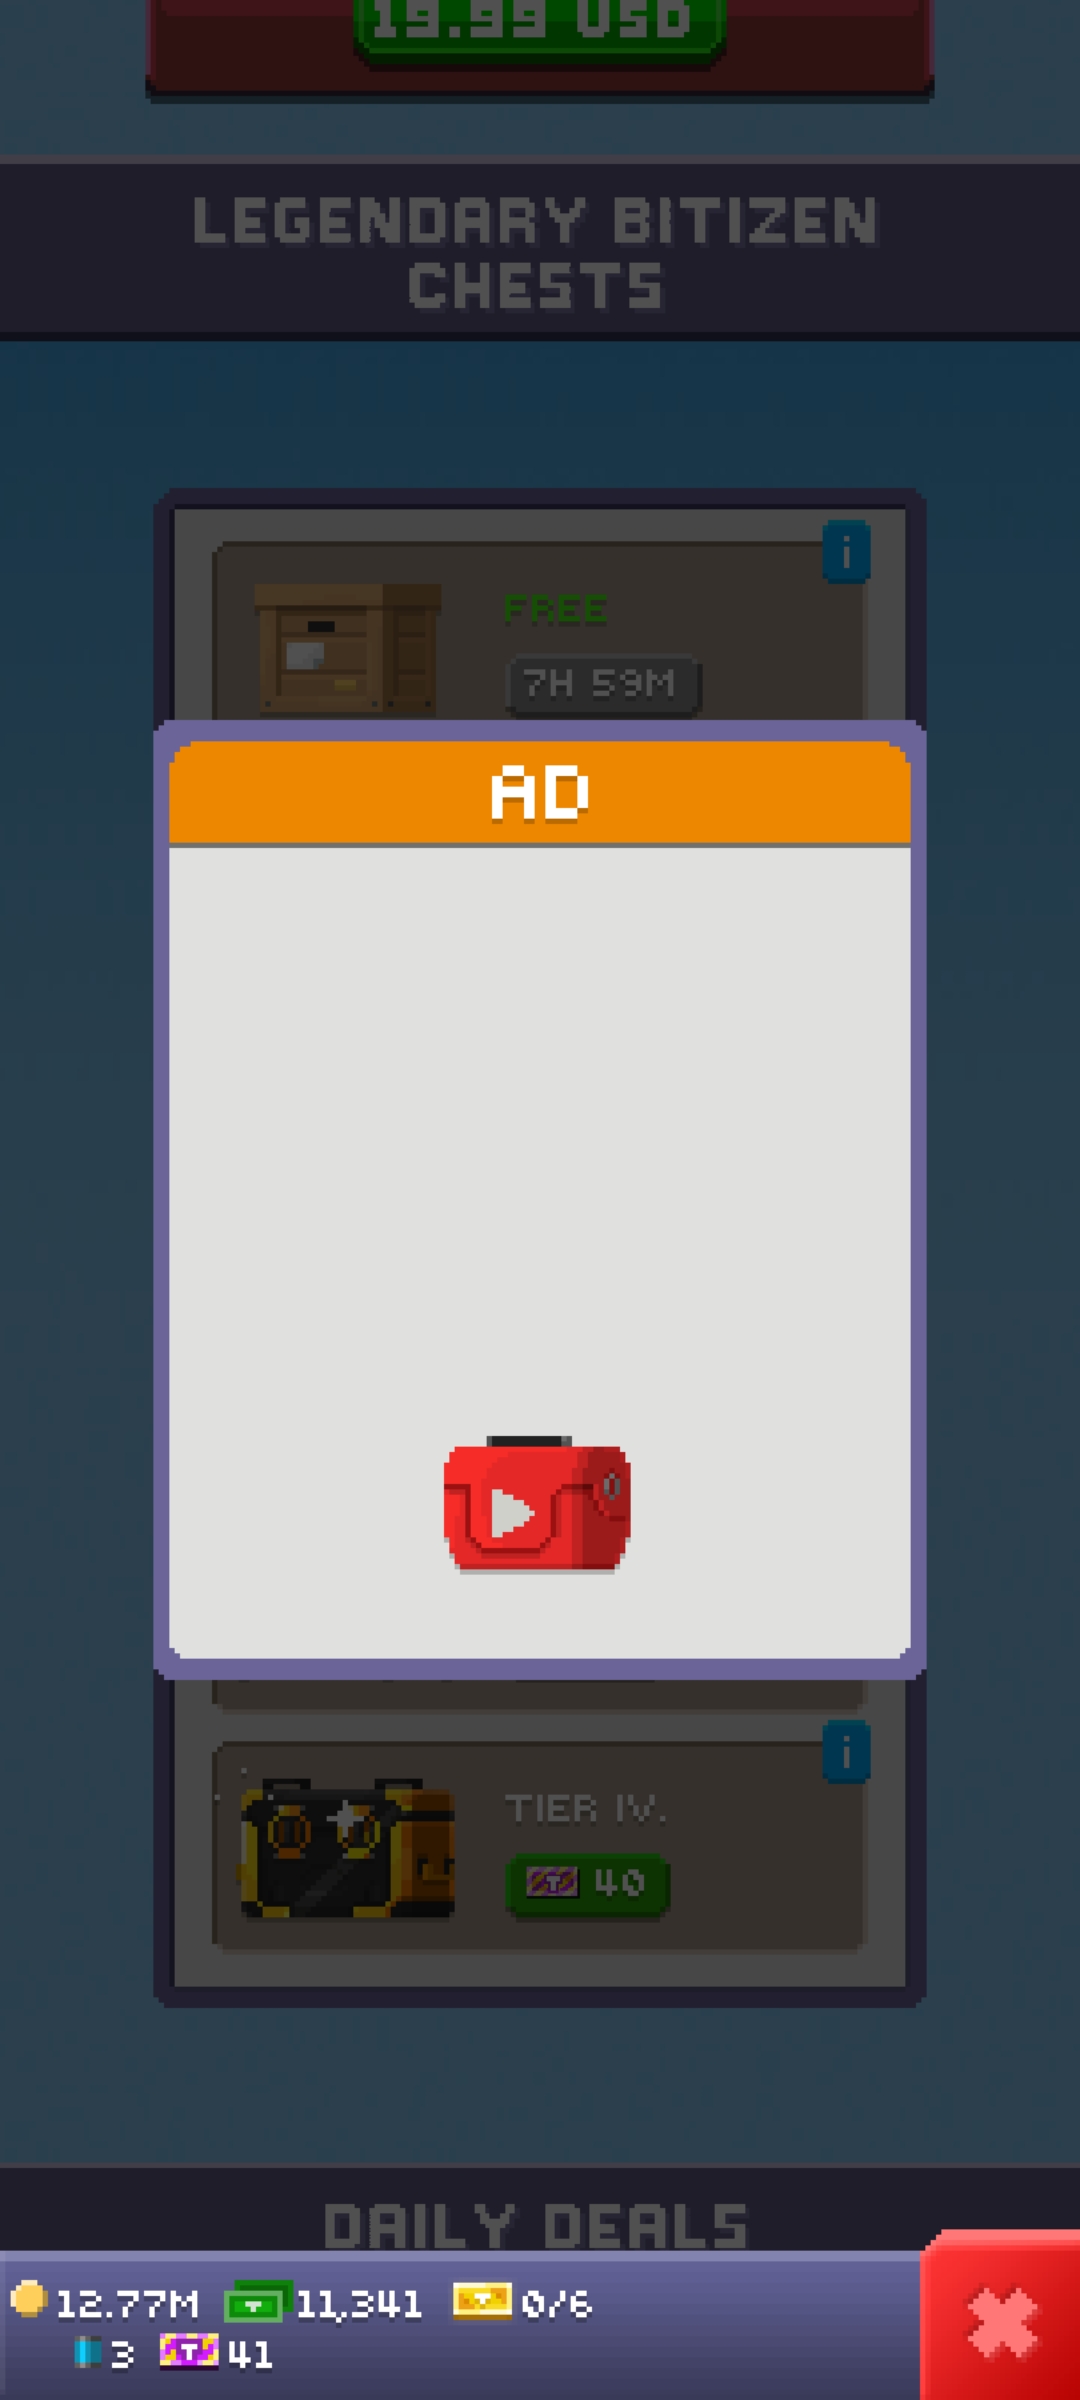 19.99 USD
LEGENDARY BITIZEN
CHESTS
i
FREE
7H 59M
AD
i
TIER IV.
40
DAILY DEALS
12.77M 11,341 0/6
3 41